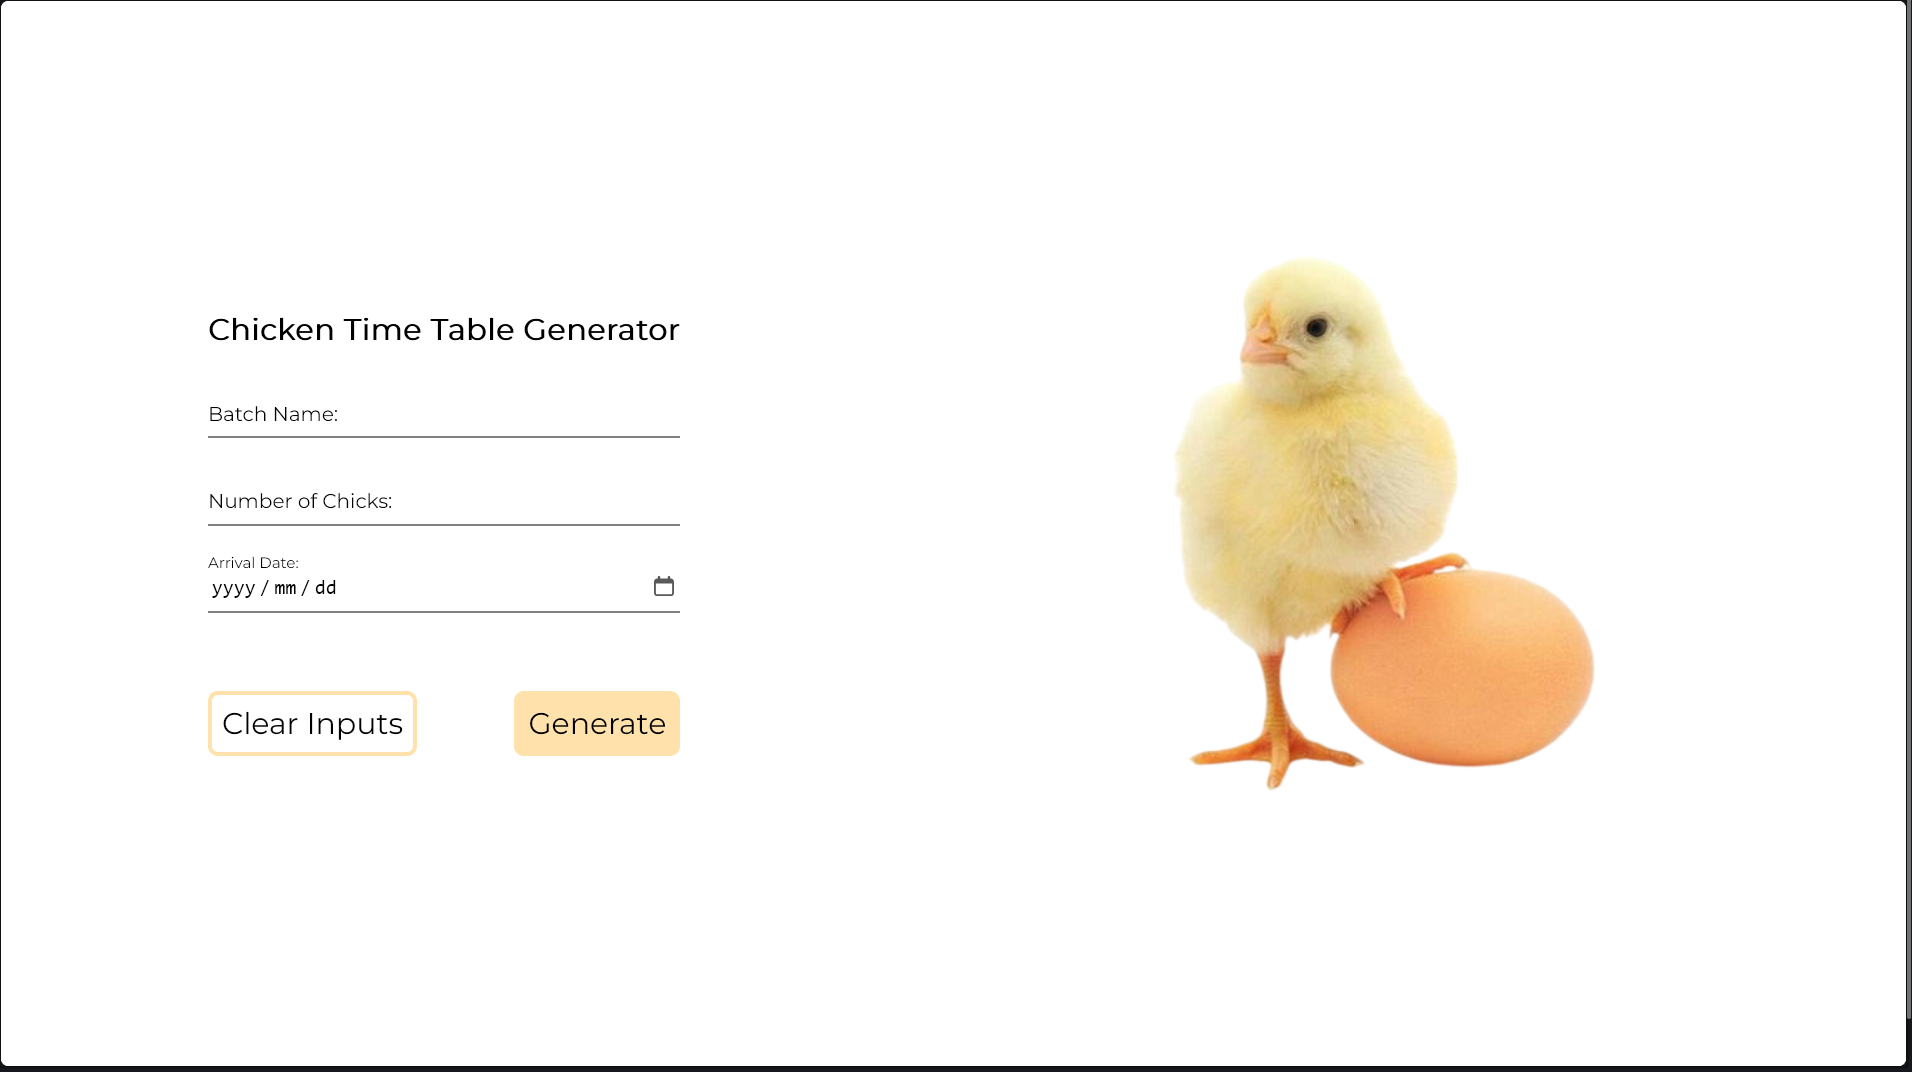 Chicken Time Table Generator
Batch Name:
Number of Chicks:
Arrival Date:
yyyy / mm / dd
Clear Inputs
Generate